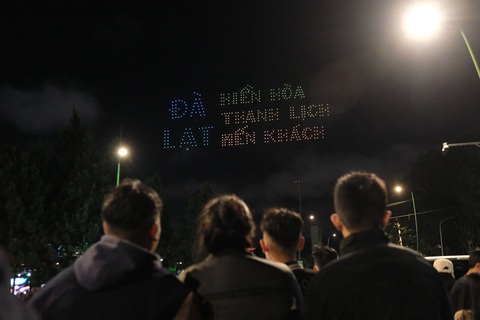 ĐÀ LẠT
HIỀN HÒA
THANH LỊCH
MẾN KHÁCH